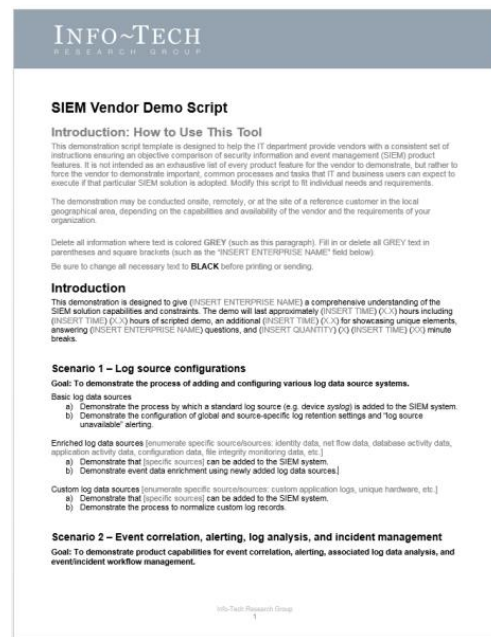 INFO~TECH
RESEARCH GROUP
SIEM Vendor Demo Script
Introduction: How to Use This Tool
This demonstration script template is designed to help the IT department provide vendors with a consistent set of
instructions ensuring an objective comparison of security information and event management (SIEM) product
features. It is not intended as an exhaustive list of every product feature for the vendor to demonstrate, but rather to
force the vendor to demonstrate important, common processes and tasks that IT and business users can expect to
execute if that particular SIEM solution is adopted. Modify this script to fit individual needs and requirements.
The demonstration may be conducted onsite, remotely, or at the site of a reference customer in the local
geographical area, depending on the capabilities and availability of the vendor and the requirements of your
organization.
Delete all information where text is colored GREY (such as this paragraph). Fill in or delete all GREY text in
parentheses and square brackets (such as the "INSERT ENTERPRISE NAME" field below).
Be sure to change all necessary text to BLACK before printing or sending.
Introduction
This demonstration is designed to give (INSERT ENTERPRISE NAME) a comprehensive understanding of the
SIEM solution capabilities and constraints. The demo will last approximately (INSERT TIME) (X.X) hours including
(INSERT TIME) (X.X) hours of scripted demo, an additional (INSERT TIME) (X.X) for showcasing unique elements,
answering (INSERT ENTERPRISE NAME) questions, and (INSERT QUANTITY) (X) (INSERT TIME) (XX) minute
breaks.
Scenario 1 – Log source configurations
Goal: To demonstrate the process of adding and configuring various log data source systems.
Basic log data sources
a) Demonstrate the process by which a standard log source (e.g. device syslog) is added to the SIEM system.
b) Demonstrate the configuration of global and source-specific log retention settings and "log source
unavailable" alerting.
Enriched log data sources [enumerate specific source/sources: identity data, net flow data, database activity data,
application activity data, configuration data, file integrity monitoring data, etc.]
a) Demonstrate that [specific sources] can be added to the SIEM system.
b) Demonstrate event data enrichment using newly added log data sources.
Custom log data sources [enumerate specific source/sources: custom application logs, unique hardware, etc.]
a) Demonstrate that [specific sources] can be added to the SIEM system.
b) Demonstrate the process to normalize custom log records.
Scenario 2 – Event correlation, alerting, log analysis, and incident management
Goal: To demonstrate product capabilities for event correlation, alerting, associated log data analysis, and
event/incident workflow management.
Info-Tech Research Group
1